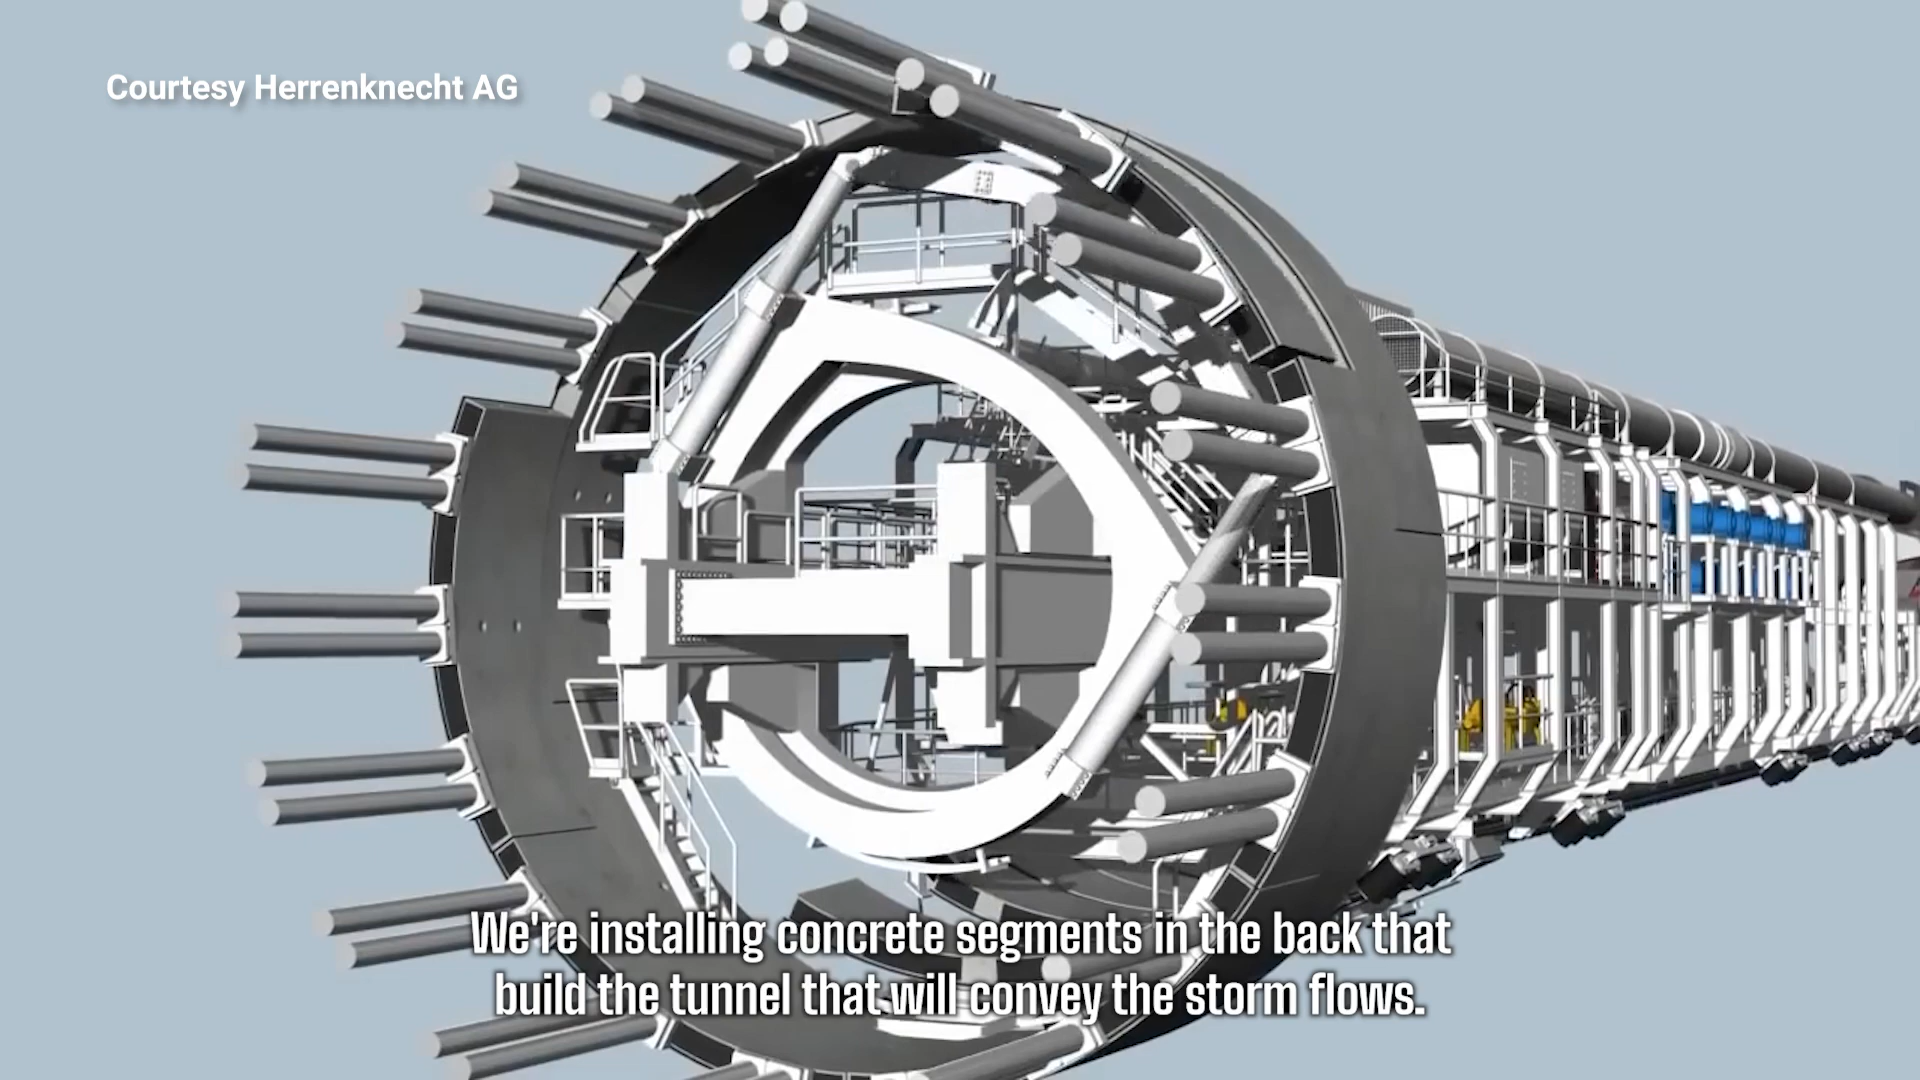 Courtesy Herrenknecht AG
We're installing concrete segments in the back that
build the tunnel that will convey the storm flows.